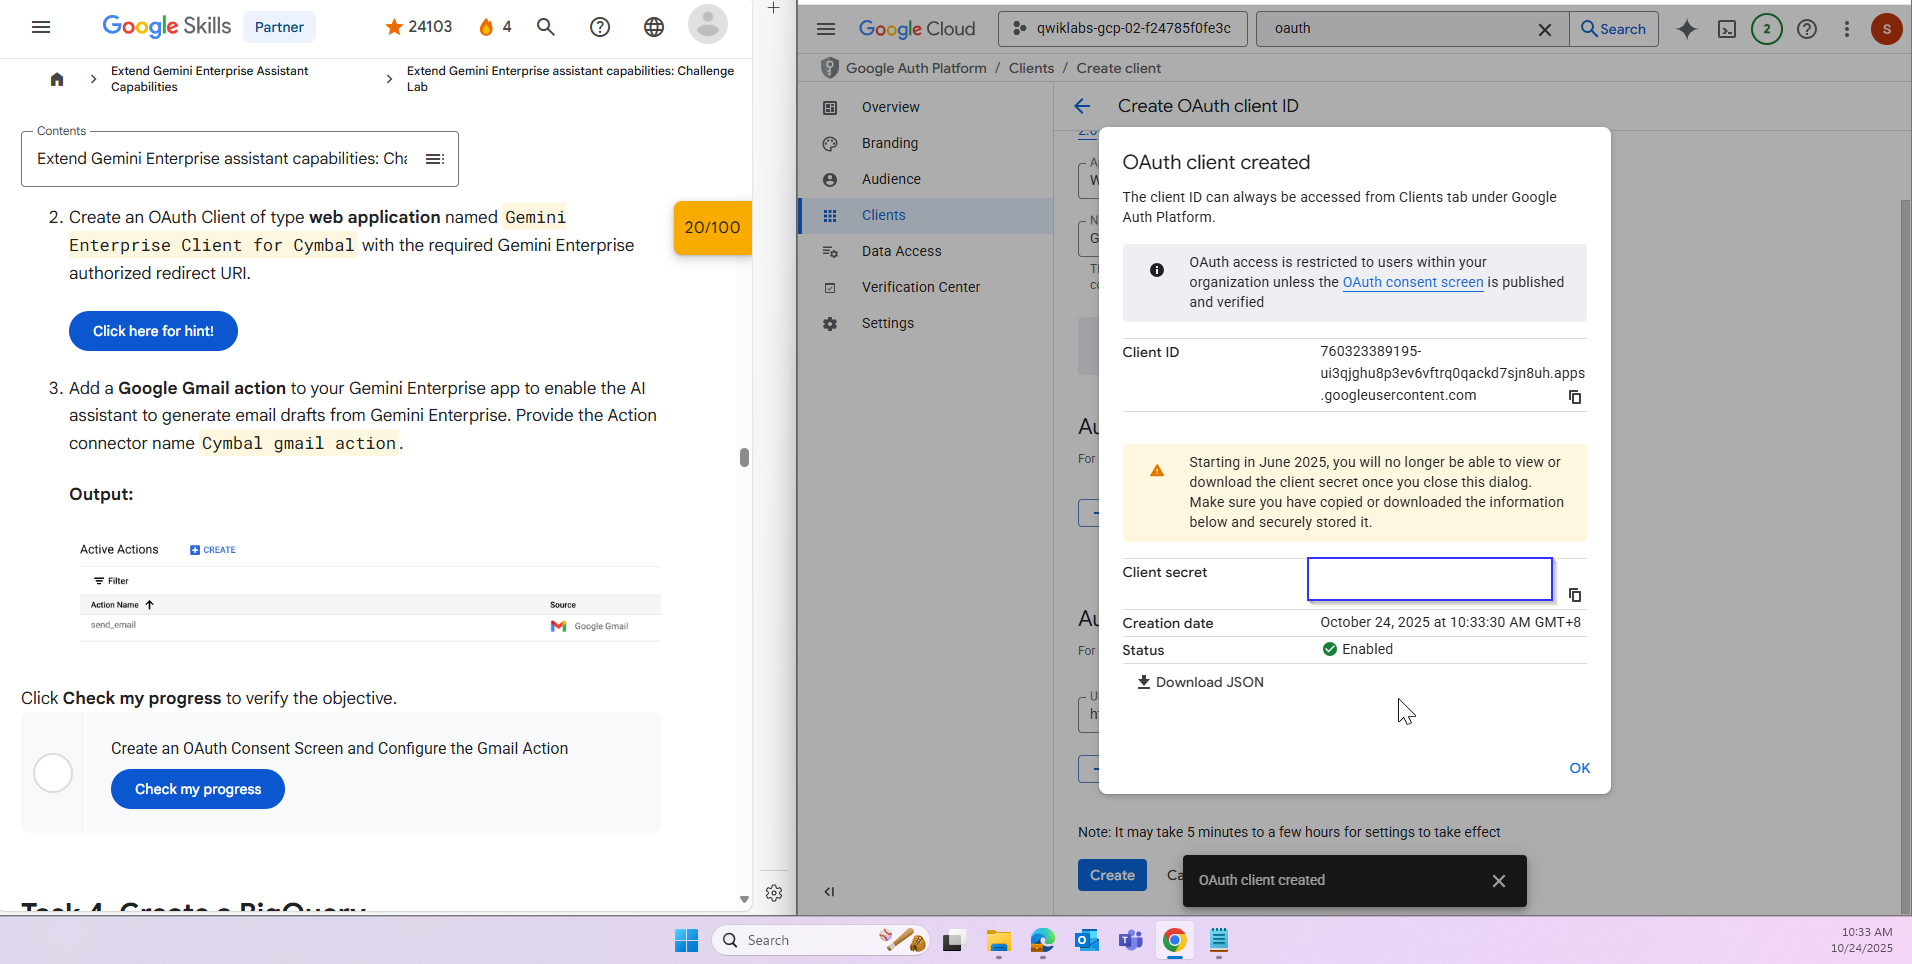 Google Skills
Partner
24103
4
Extend Gemini Enterprise Assistant
Capabilities
Extend Gemini Enterprise assistant capabilities: Challenge
Lab
Contents
Extend Gemini Enterprise assistant capabilities: Cha
2. Create an OAuth Client of type web application named Gemini
Enterprise Client for Cymbal with the required Gemini Enterprise
authorized redirect URI.
20/100
Click here for hint!
3. Add a Google Gmail action to your Gemini Enterprise app to enable the AI
assistant to generate email drafts from Gemini Enterprise. Provide the Action
connector name Cymbal gmail action.
Output:
Active Actions
CREATE
Filter
Action Name
Source
send_email
Google Gmail
Click Check my progress to verify the objective.
Create an OAuth Consent Screen and Configure the Gmail Action
Check my progress
Task 4. Create a BigQuery
Google Cloud
qwiklabs-gcp-02-f24785f0fe3c
oauth
Search
2
S
Google Auth Platform / Clients / Create client
Overview
Branding
Audience
Clients
Data Access
Verification Center
Settings
Create OAuth client ID
2.0
OAuth client created
The client ID can always be accessed from Clients tab under Google
Auth Platform.
OAuth access is restricted to users within your
organization unless the OAuth consent screen is published
and verified
Client ID
760323389195-
ui3qjghu8p3ev6vftrq0qackd7sjn8uh.apps
.googleusercontent.com
Starting in June 2025, you will no longer be able to view or
download the client secret once you close this dialog.
Make sure you have copied or downloaded the information
below and securely stored it.
Client secret
Creation date
October 24, 2025 at 10:33:30 AM GMT+8
Status
Enabled
Download JSON
OK
Au
For
Au
For
Note: It may take 5 minutes to a few hours for settings to take effect
Create
Ca
OAuth client created
Search
10:33 AM
10/24/2025